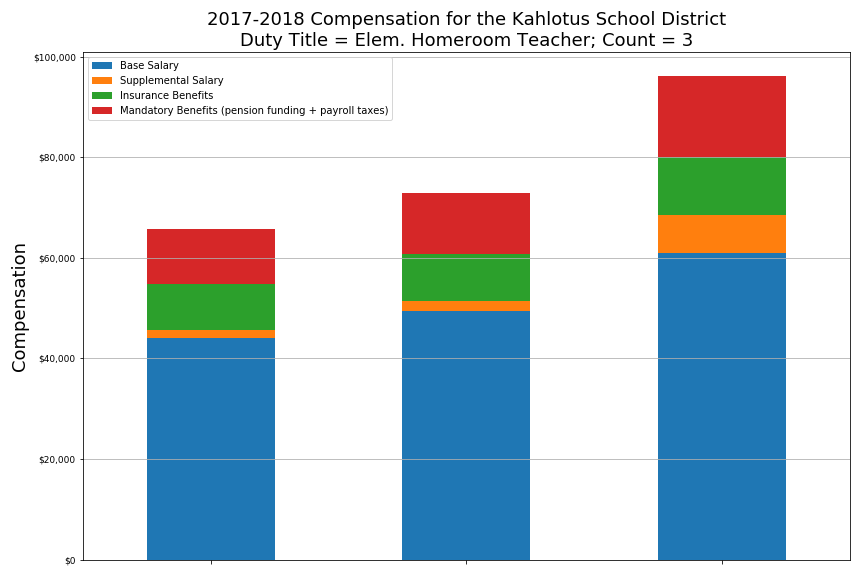 2017-2018 Compensation for the Kahlotus School District
Duty Title = Elem. Homeroom Teacher; Count = 3
Base Salary
Supplemental Salary
Insurance Benefits
Mandatory Benefits (pension funding + payroll taxes)
Compensation
$100,000
$80,000
$60,000
$40,000
$20,000
$0